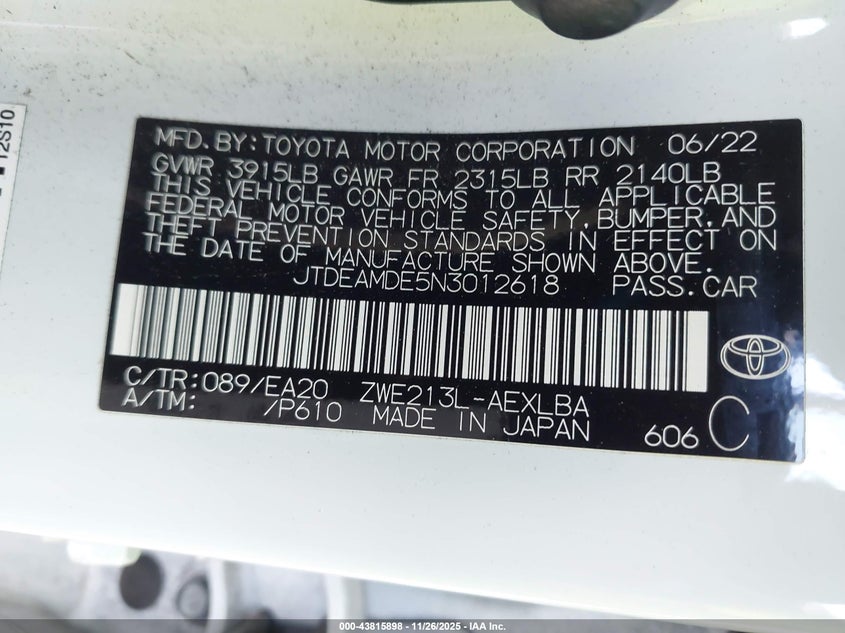 MFD.BY:TOYOTA MOTOR CORPORATION 06/22
GVWR 3915LB GAWR FR 2315LB RR 2140LB
THIS VEHICLE CONFORMS TO ALL APPLICABLE
FEDERAL MOTOR VEHICLE SAFETY,BUMPER,AND
THEFT PREVENTION STANDARDS IN EFFECT ON
THE DATE OF MANUFACTURE SHOWN ABOVE.
JTDEAMDE5N3012618 PASS.CAR
C/TR:089/EA20 ZWE213L-AEXLBA
A/TM: /P610 MADE IN JAPAN
606 C
12S10
000-43815898 - 11/26/2025 - IAA Inc.